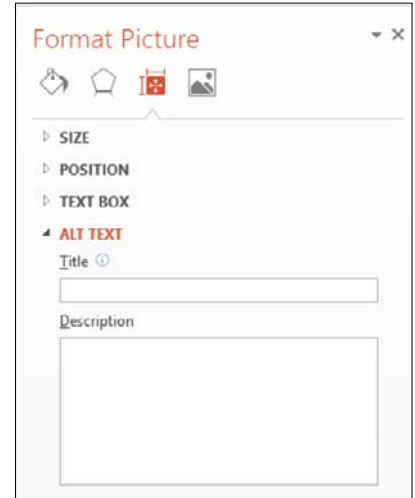 Format Picture
SIZE
POSITION
TEXT BOX
ALT TEXT
Title
Description